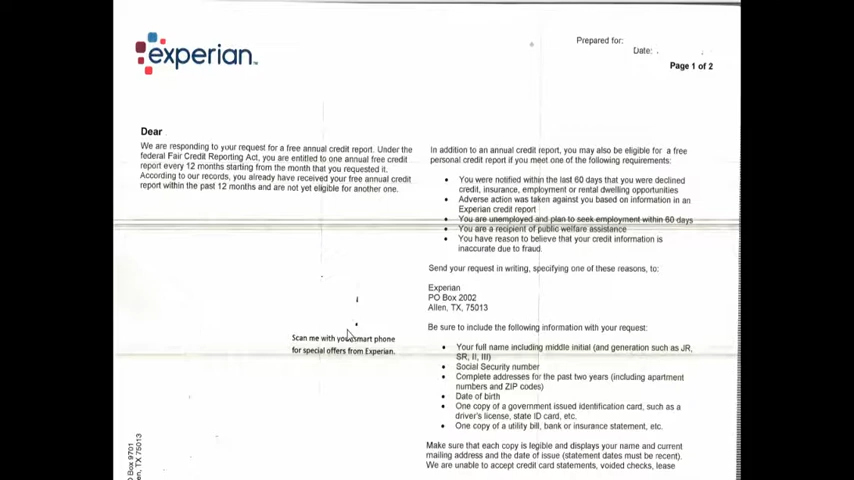 experian™
Prepared for:
Date:
Page 1 of 2
Dear
We are responding to your request for a free annual credit report. Under the
federal Fair Credit Reporting Act, you are entitled to one annual free credit
report every 12 months starting from the month that you requested it.
According to our records, you already have received your free annual credit
report within the past 12 months and are not yet eligible for another one.
Scan me with your smart phone
for special offers from Experian.
O Box 9701
en, TX 75013
In addition to an annual credit report, you may also be eligible for a free
personal credit report if you meet one of the following requirements:
• You were notified within the last 60 days that you were declined
credit, insurance, employment or rental dwelling opportunities
• Adverse action was taken against you based on information in an
Experian credit report
• You are unemployed and plan to seek employment within 60 days
• You are a recipient of public welfare assistance
• You have reason to believe that your credit information is
inaccurate due to fraud.
Send your request in writing, specifying one of these reasons, to:
Experian
PO Box 2002
Allen, TX, 75013
Be sure to include the following information with your request:
• Your full name including middle initial (and generation such as JR,
SR, II, III)
• Social Security number
• Complete addresses for the past two years (including apartment
numbers and ZIP codes)
• Date of birth
• One copy of a government issued identification card, such as a
driver's license, state ID card, etc.
• One copy of a utility bill, bank or insurance statement, etc.
Make sure that each copy is legible and displays your name and current
mailing address and the date of issue (statement dates must be recent).
We are unable to accept credit card statements, voided checks, lease